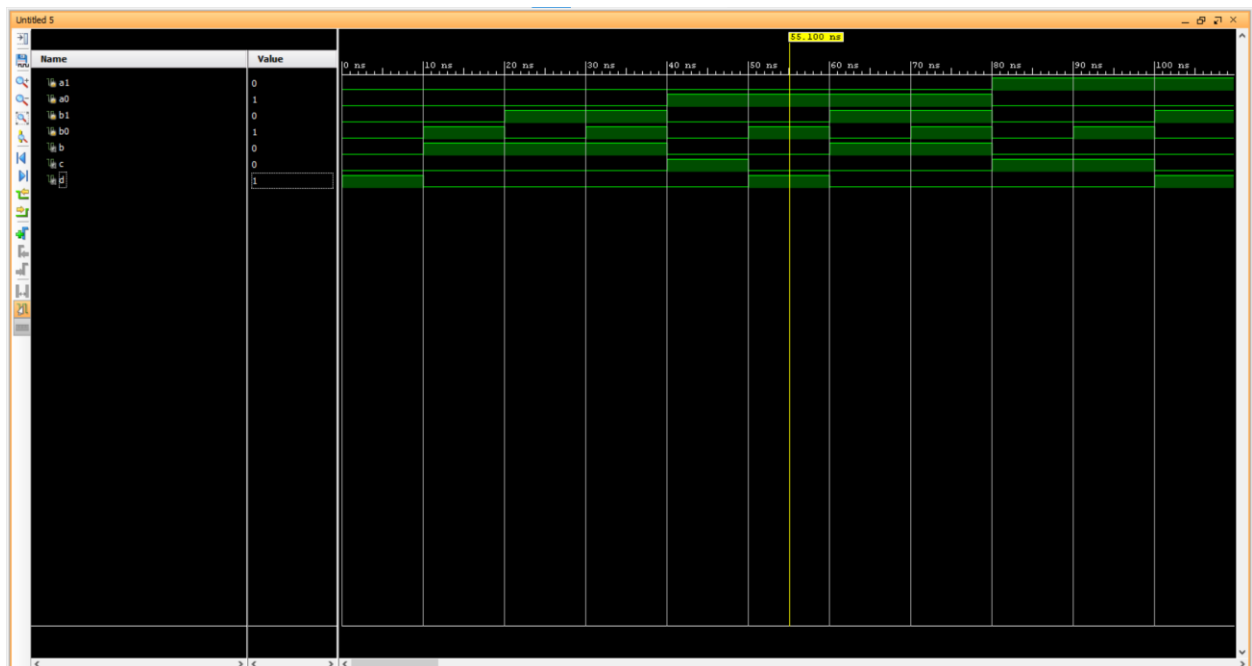 Untitled 5
55.100 ns
Name Value
0 ns 10 ns 20 ns 30 ns 40 ns 50 ns 60 ns 70 ns 80 ns 90 ns 100 ns
a1 0
a0 1
b1 0
b0 1
b 0
c 0
d 1